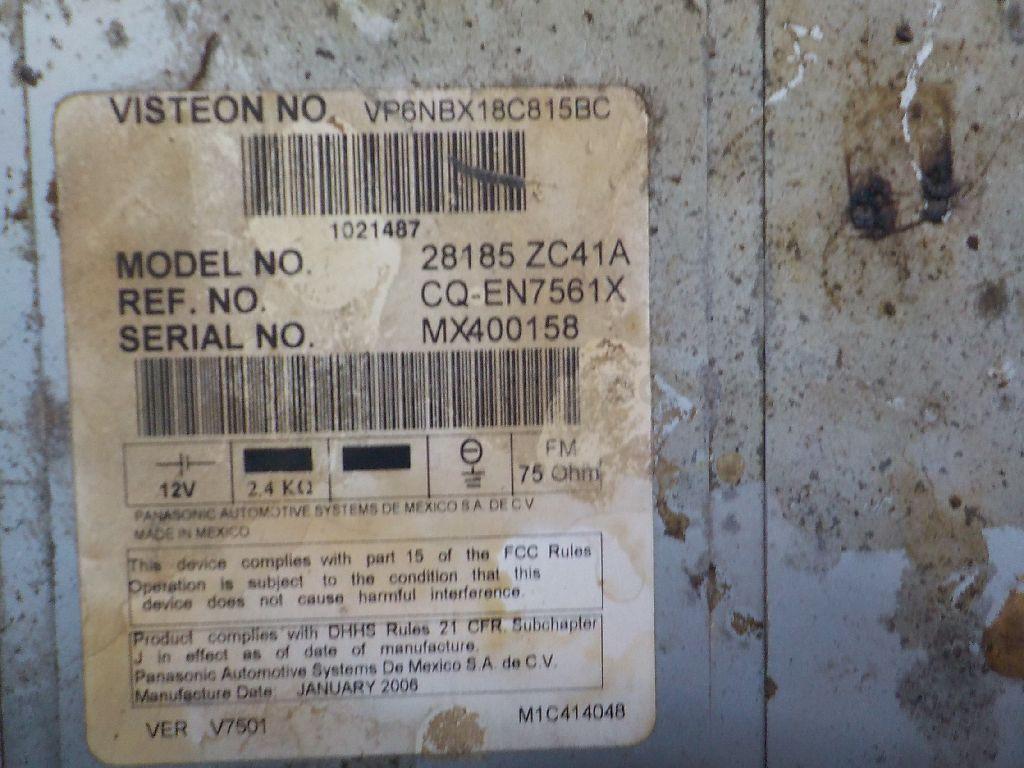 VISTEON NO. VP6NBX18C815BC
1021487
MODEL NO. 28185 ZC41A
REF. NO. CQ-EN7561X
SERIAL NO. MX400158
12V 2.4 KΩ FM 75 Ohm
PANASONIC AUTOMOTIVE SYSTEMS DE MEXICO S.A. DE C.V
MADE IN MEXICO
This device complies with part 15 of the FCC Rules
Operation is subject to the condition that this
device does not cause harmful interference.
Product complies with DHHS Rules 21 CFR, Subchapter
J in effect as of date of manufacture.
Panasonic Automotive Systems De Mexico S.A. de C.V.
Manufacture Date: JANUARY 2006
VER V7501 M1C414048